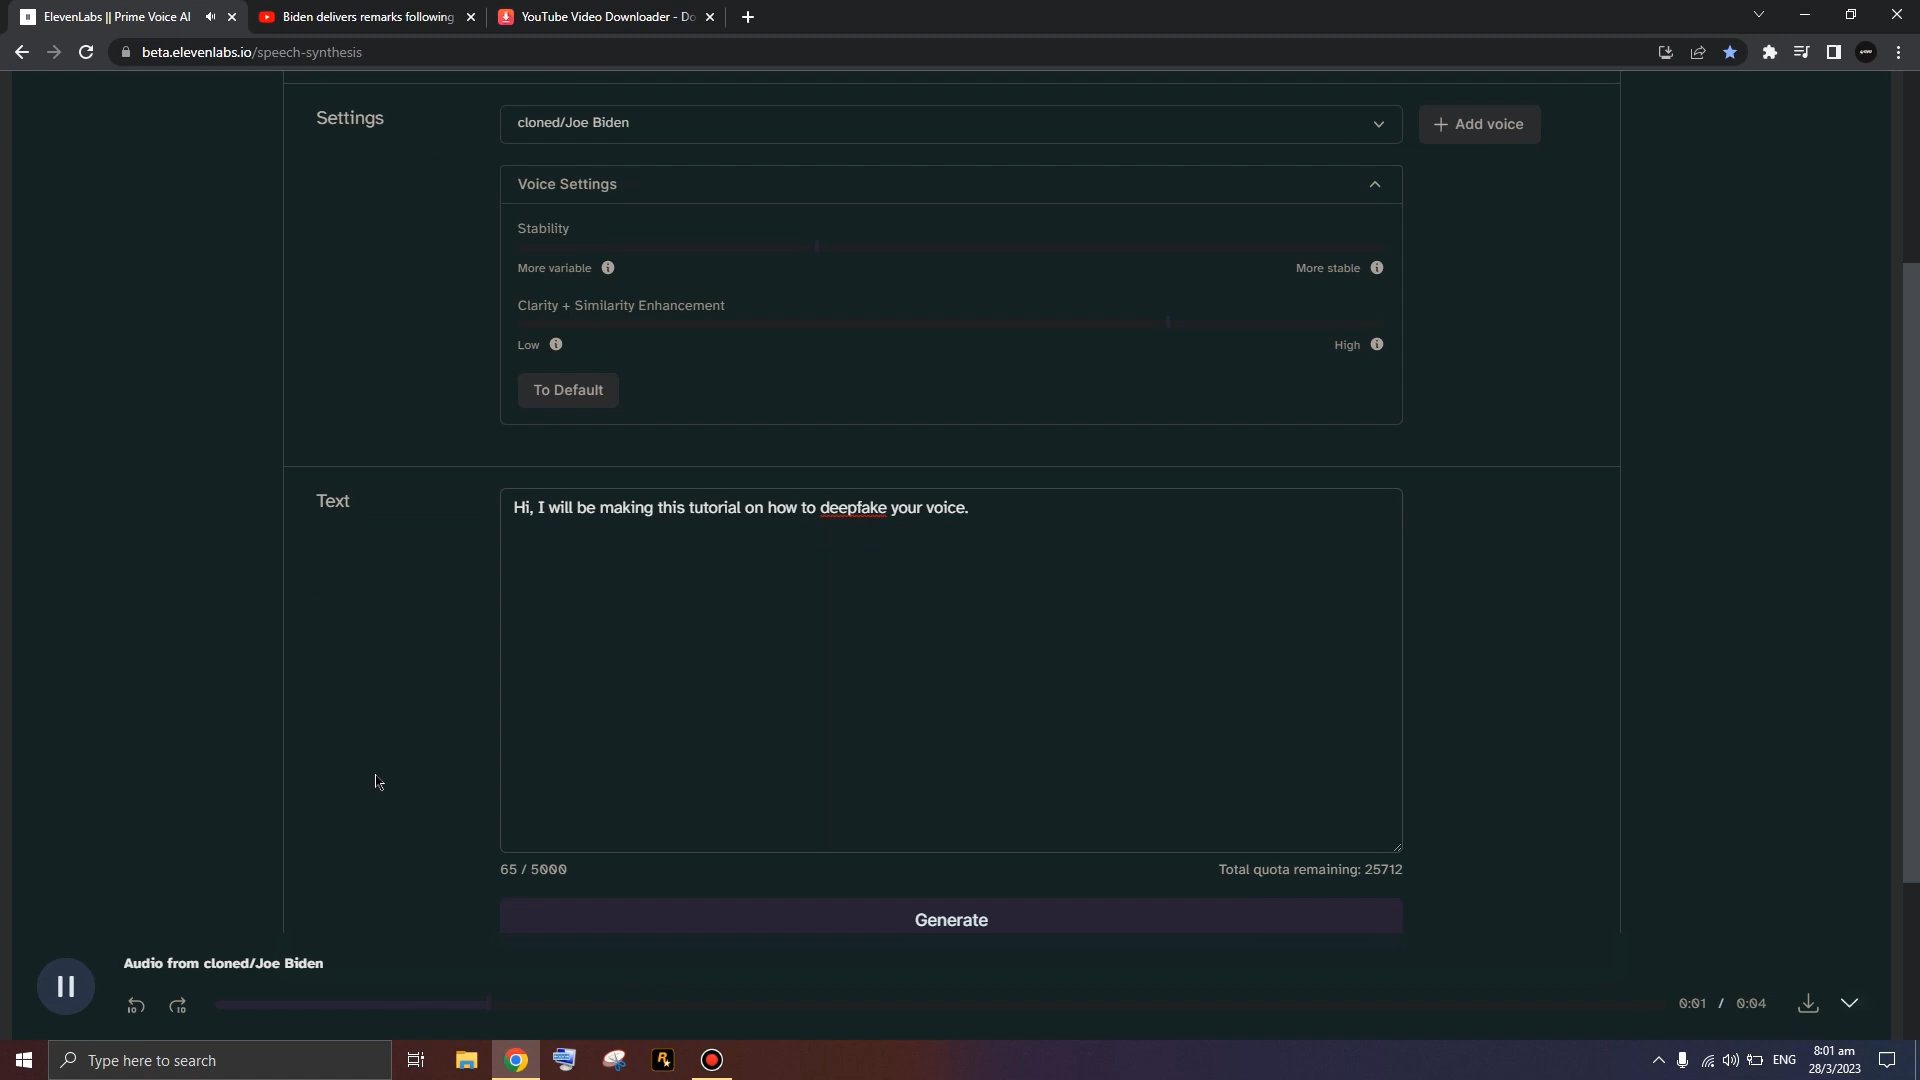 ElevenLabs || Prime Voice AI
Biden delivers remarks following
YouTube Video Downloader - Do
beta.elevenlabs.io/speech-synthesis
Settings
cloned/Joe Biden
+ Add voice
Voice Settings
Stability
More variable
More stable
Clarity + Similarity Enhancement
Low
High
To Default
Text
Hi, I will be making this tutorial on how to deepfake your voice.
65 / 5000
Total quota remaining: 25712
Generate
Audio from cloned/Joe Biden
10
10
0:01 / 0:04
Type here to search
ENG
8:01 am
28/3/2023